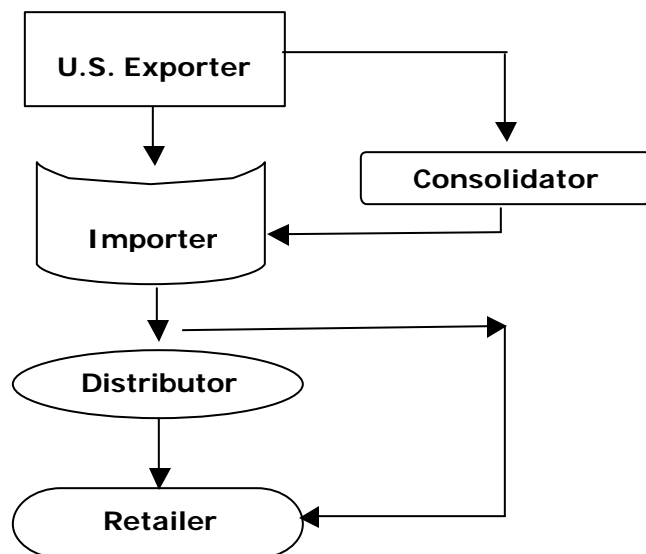 U.S. Exporter
Consolidator
Importer
Distributor
Retailer